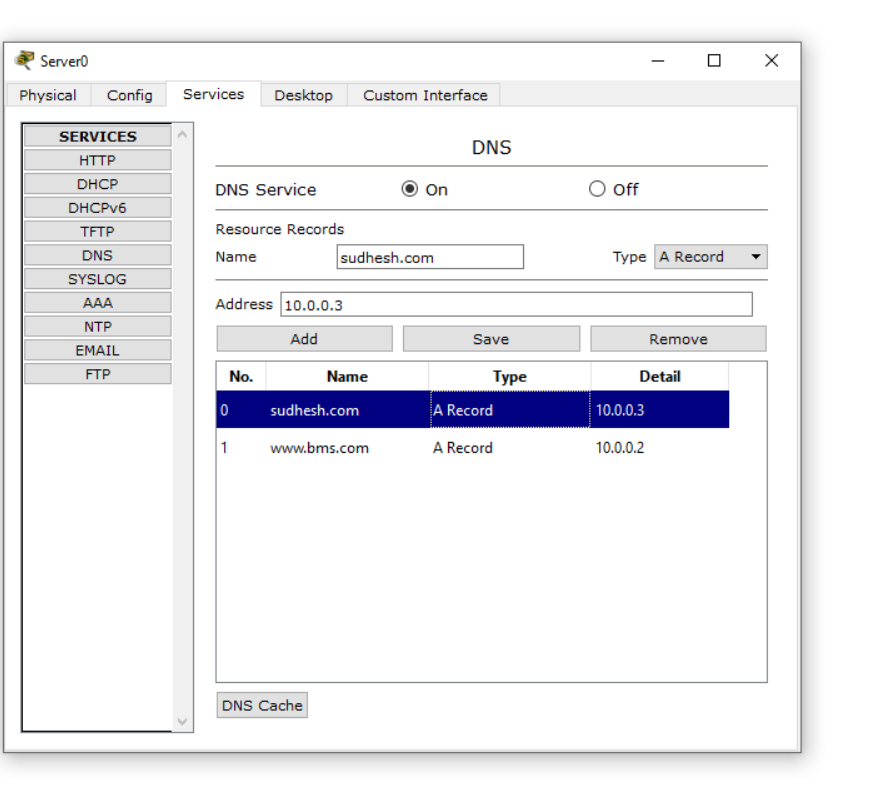 Server0
Physical Config Services Desktop Custom Interface
SERVICES
HTTP
DHCP
DHCPv6
TFTP
DNS
SYSLOG
AAA
NTP
EMAIL
FTP
DNS
DNS Service On Off
Resource Records
Name sudhesh.com Type A Record
Address 10.0.0.3
Add Save Remove
No. Name Type Detail
0 sudhesh.com A Record 10.0.0.3
1 www.bms.com A Record 10.0.0.2
DNS Cache